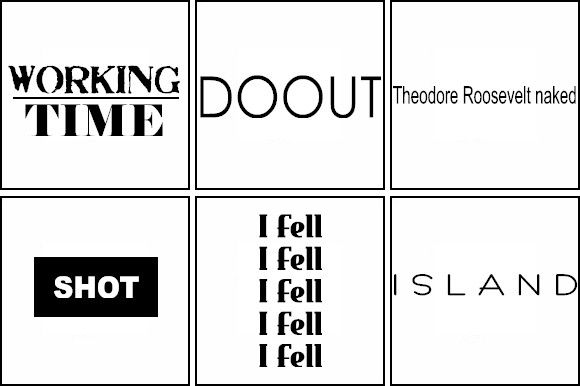 WORKING
TIME
DOOUT
Theodore Roosevelt naked
SHOT
I fell
I fell
I fell
I fell
I fell
ISLAND